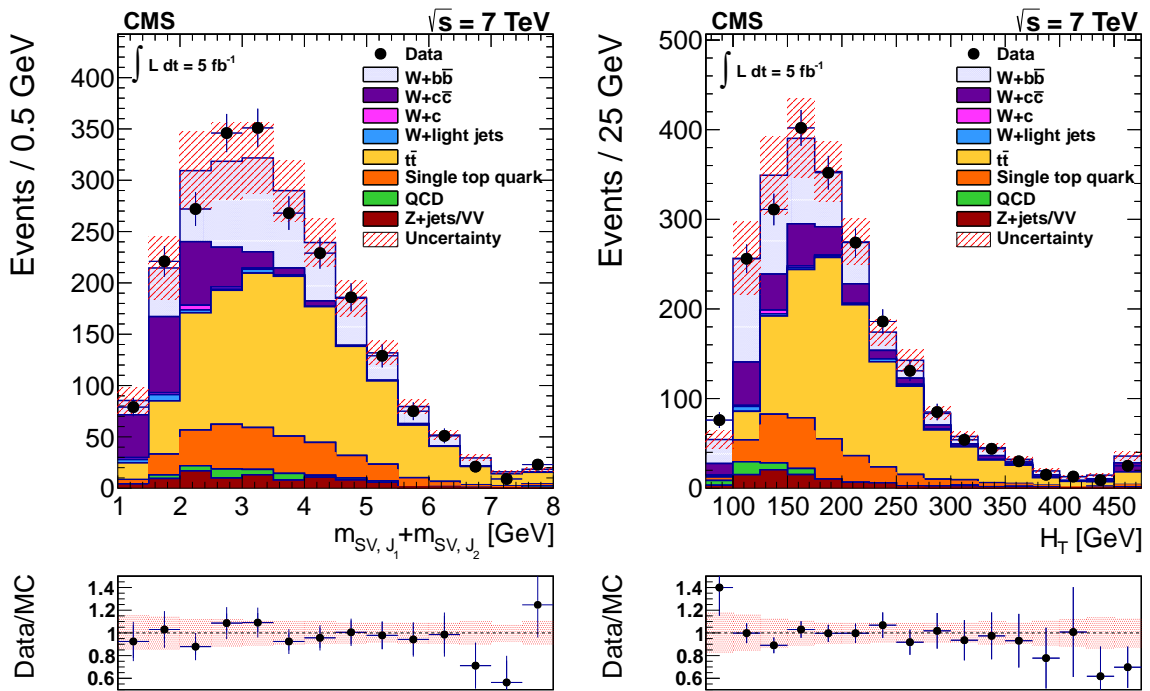 CMS √s = 7 TeV
∫ L dt = 5 fb⁻¹
Events / 0.5 GeV
400
350
300
250
200
150
100
50
0
Data
W+bb̅
W+cc̅
W+c
W+light jets
tt̅
Single top quark
QCD
Z+jets/VV
Uncertainty
1 2 3 4 5 6 7 8
m_SV, J₁+m_SV, J₂ [GeV]
Data/MC
1.4
1.2
1
0.8
0.6
CMS √s = 7 TeV
∫ L dt = 5 fb⁻¹
Events / 25 GeV
500
400
300
200
100
0
Data
W+bb̅
W+cc̅
W+c
W+light jets
tt̅
Single top quark
QCD
Z+jets/VV
Uncertainty
100 150 200 250 300 350 400 450
H_T [GeV]
Data/MC
1.4
1.2
1
0.8
0.6